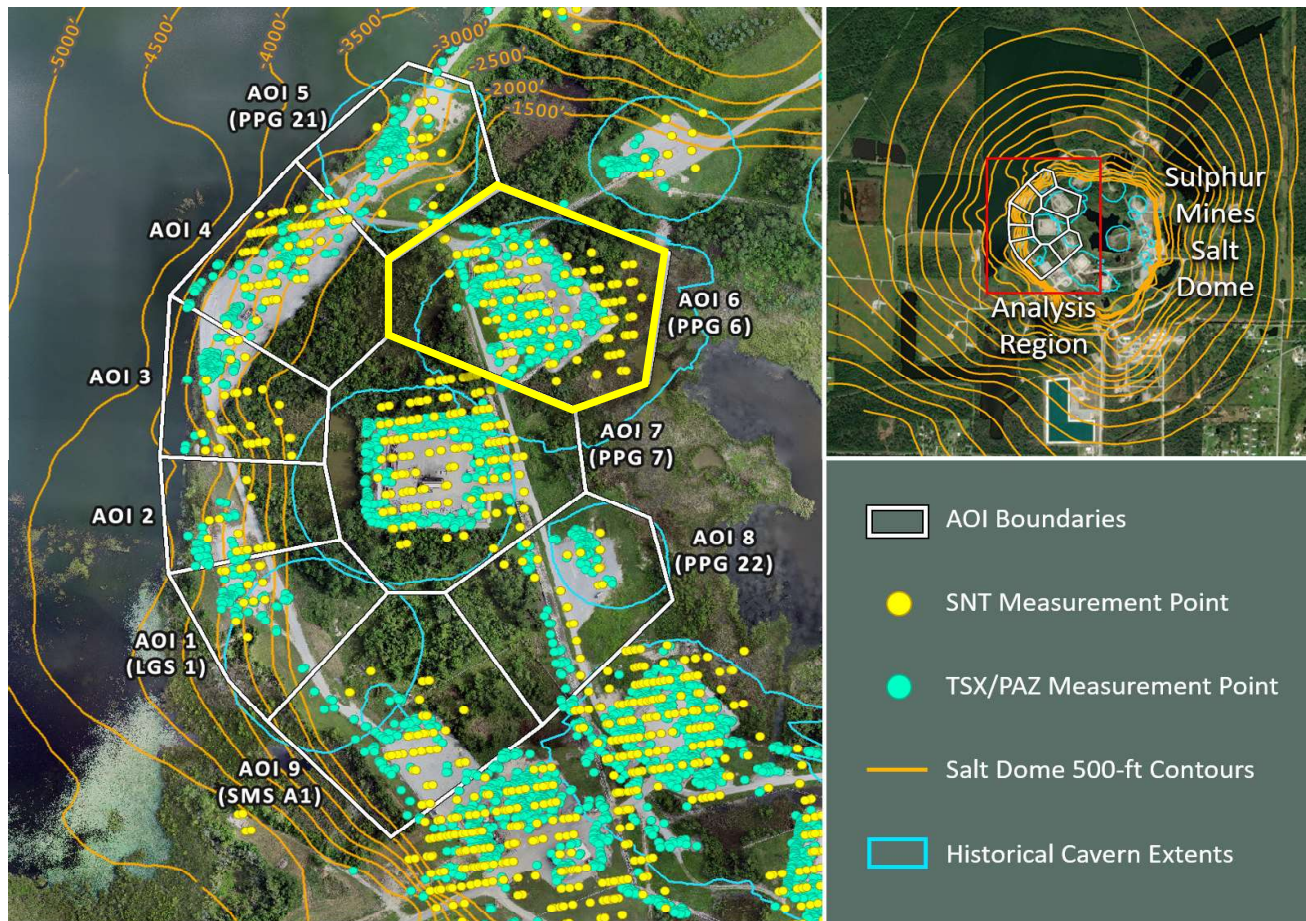 -5000'
-4500'
-4000'
-3500'
-3000'
-2500'
-2000'
-1500'
AOI 5
(PPG 21)
AOI 4
AOI 3
AOI 2
AOI 1
(LGS 1)
AOI 9
(SMS A1)
AOI 6
(PPG 6)
AOI 7
(PPG 7)
AOI 8
(PPG 22)
Sulphur
Mines
Salt
Dome
Analysis
Region
AOI Boundaries
SNT Measurement Point
TSX/PAZ Measurement Point
Salt Dome 500-ft Contours
Historical Cavern Extents